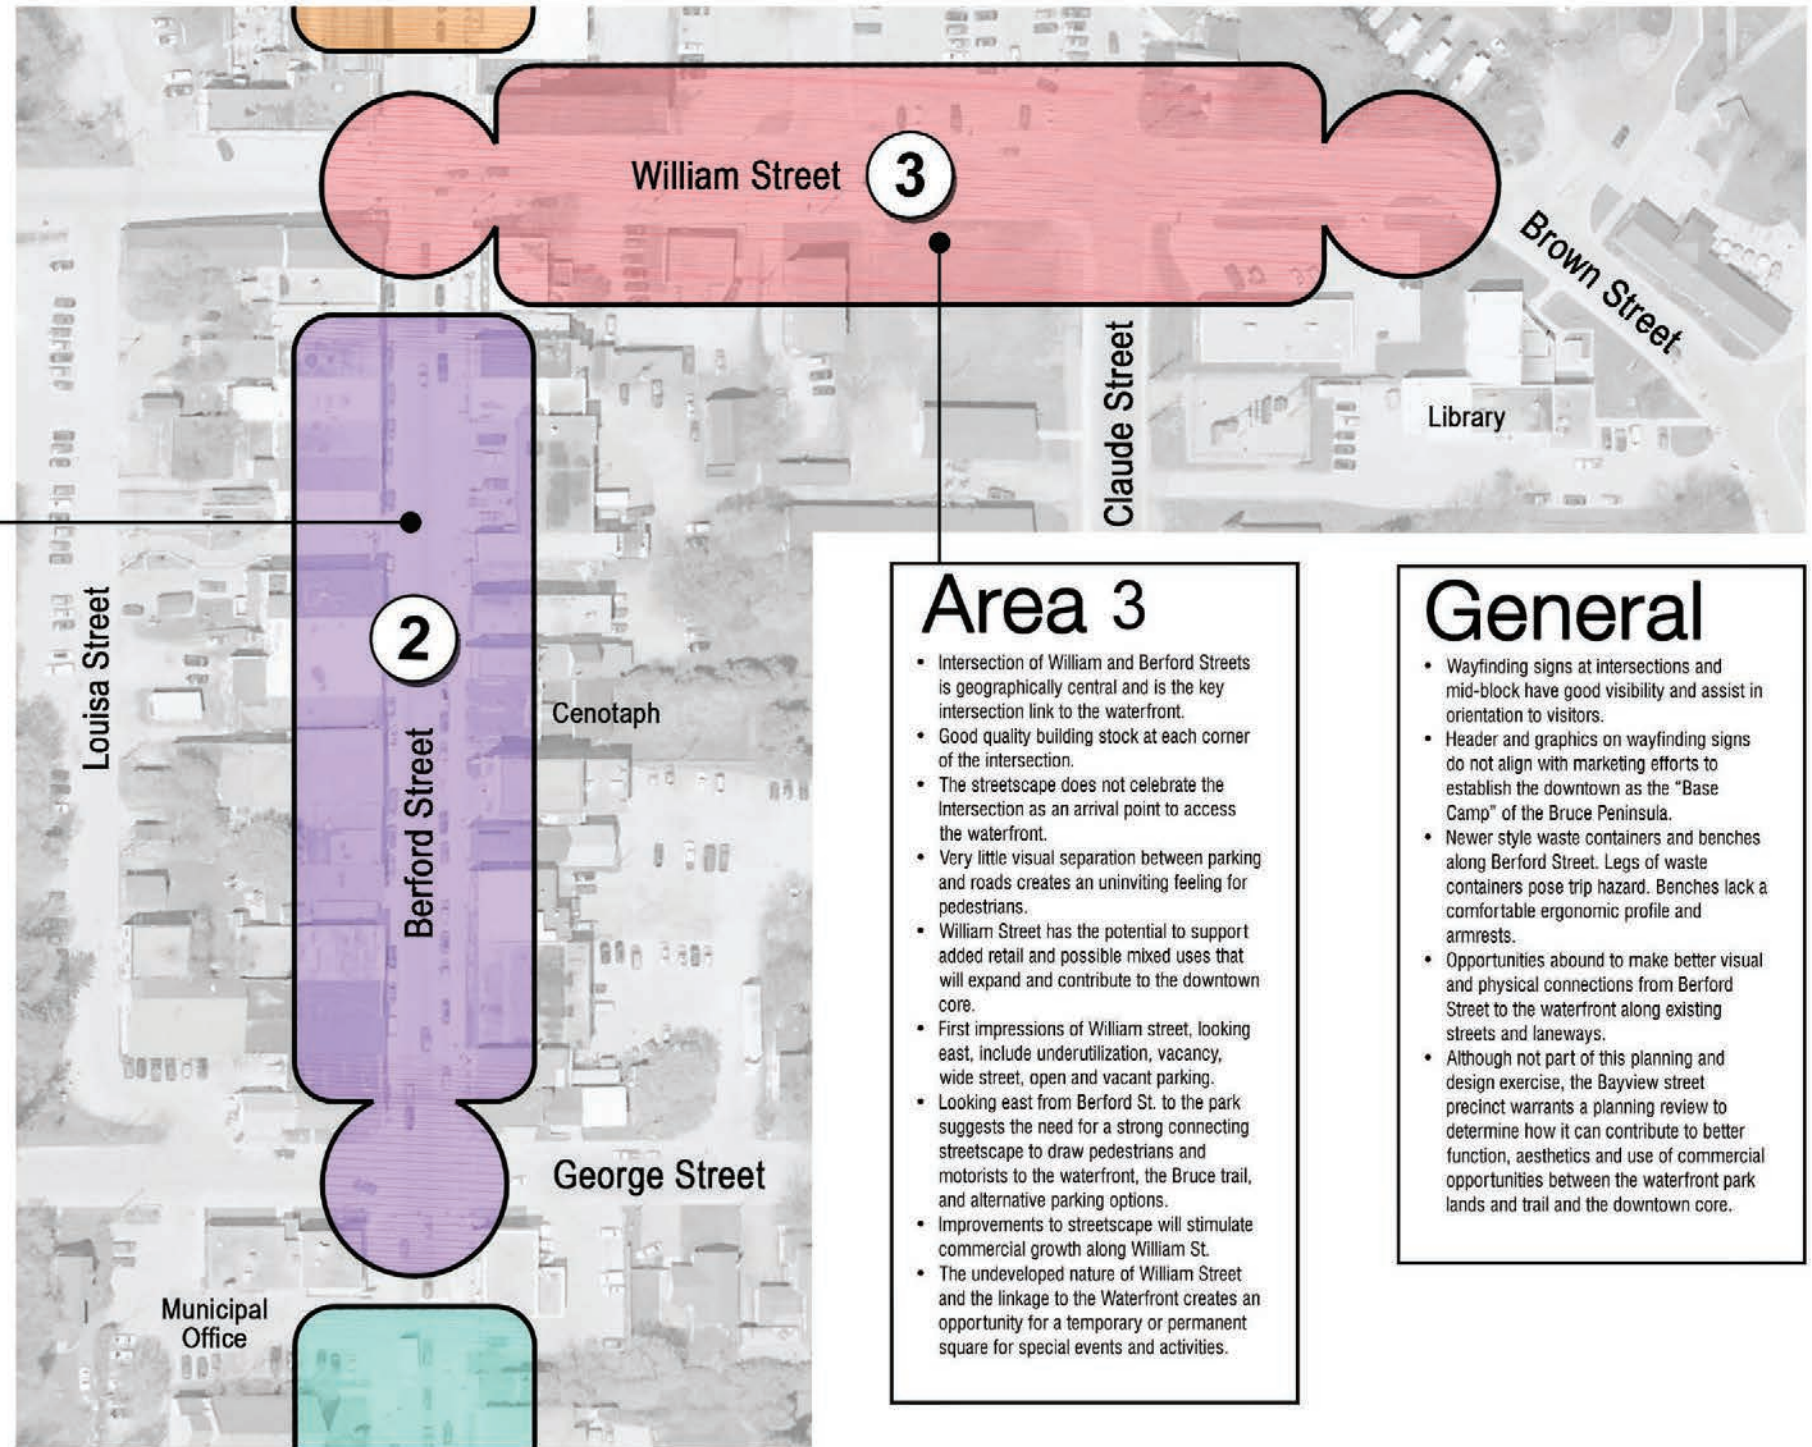 William Street
3
Brown Street
Claude Street
Library
2
Louisa Street
Cenotaph
Berford Street
George Street
Municipal
Office
Area 3
• Intersection of William and Berford Streets
is geographically central and is the key
intersection link to the waterfront.
• Good quality building stock at each corner
of the intersection.
• The streetscape does not celebrate the
Intersection as an arrival point to access
the waterfront.
• Very little visual separation between parking
and roads creates an uninviting feeling for
pedestrians.
• William Street has the potential to support
added retail and possible mixed uses that
will expand and contribute to the downtown
core.
• First impressions of William street, looking
east, include underutilization, vacancy,
wide street, open and vacant parking.
• Looking east from Berford St. to the park
suggests the need for a strong connecting
streetscape to draw pedestrians and
motorists to the waterfront, the Bruce trail,
and alternative parking options.
• Improvements to streetscape will stimulate
commercial growth along William St.
• The undeveloped nature of William Street
and the linkage to the Waterfront creates an
opportunity for a temporary or permanent
square for special events and activities.
General
• Wayfinding signs at intersections and
mid-block have good visibility and assist in
orientation to visitors.
• Header and graphics on wayfinding signs
do not align with marketing efforts to
establish the downtown as the “Base
Camp” of the Bruce Peninsula.
• Newer style waste containers and benches
along Berford Street. Legs of waste
containers pose trip hazard. Benches lack a
comfortable ergonomic profile and
armrests.
• Opportunities abound to make better visual
and physical connections from Berford
Street to the waterfront along existing
streets and laneways.
• Although not part of this planning and
design exercise, the Bayview street
precinct warrants a planning review to
determine how it can contribute to better
function, aesthetics and use of commercial
opportunities between the waterfront park
lands and trail and the downtown core.